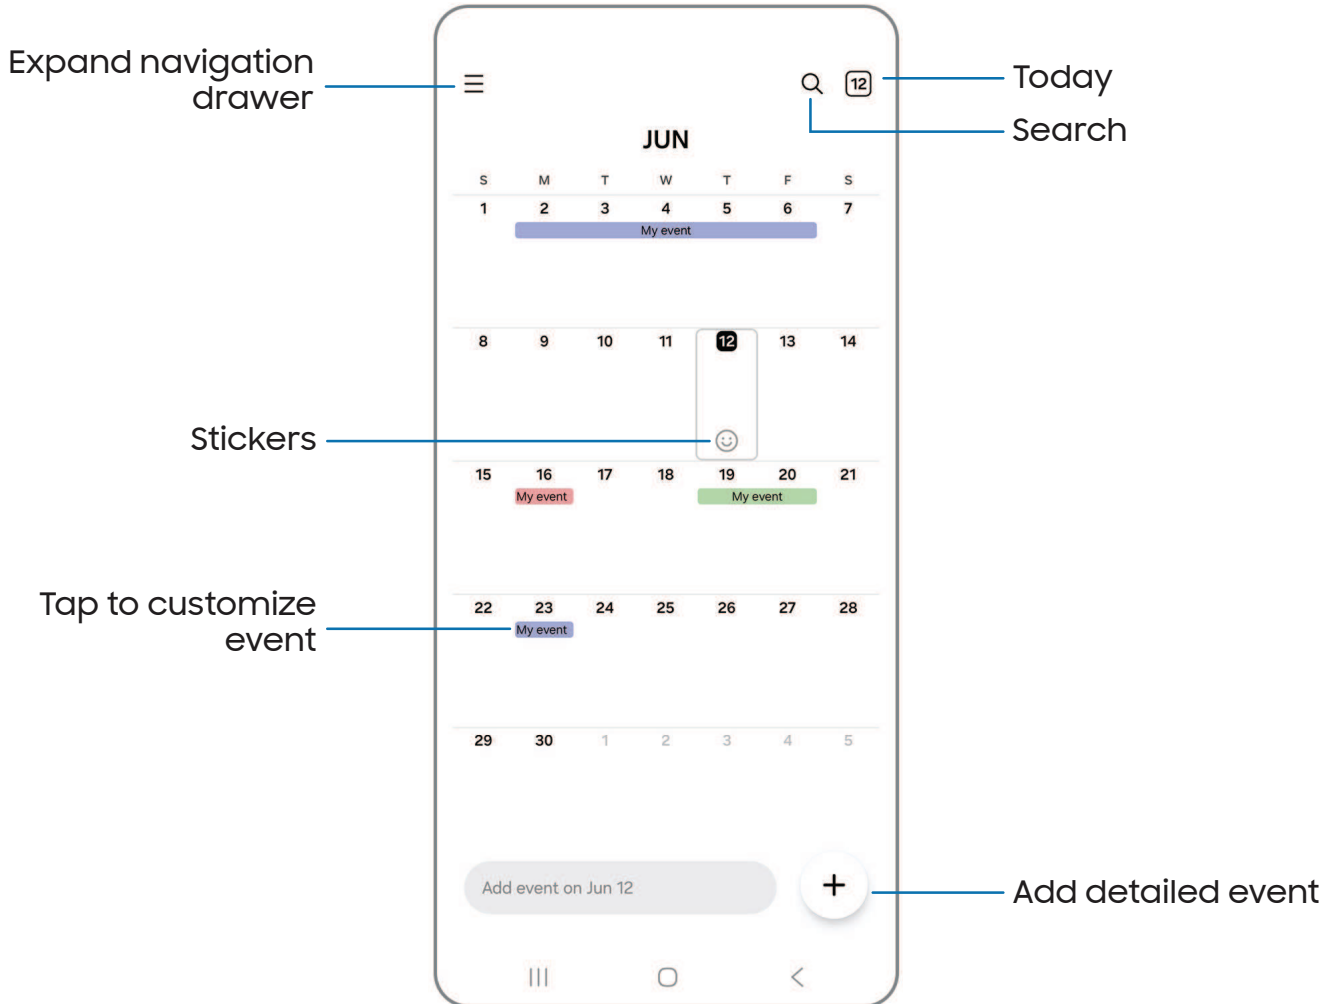 Expand navigation
drawer
12
Today
Search
JUN
S M T W T F S
1 2 3 4 5 6 7
My event
8 9 10 11 12 13 14
Stickers
15 16 17 18 19 20 21
My event My event
Tap to customize
event
22 23 24 25 26 27 28
My event
29 30 1 2 3 4 5
Add event on Jun 12
Add detailed event